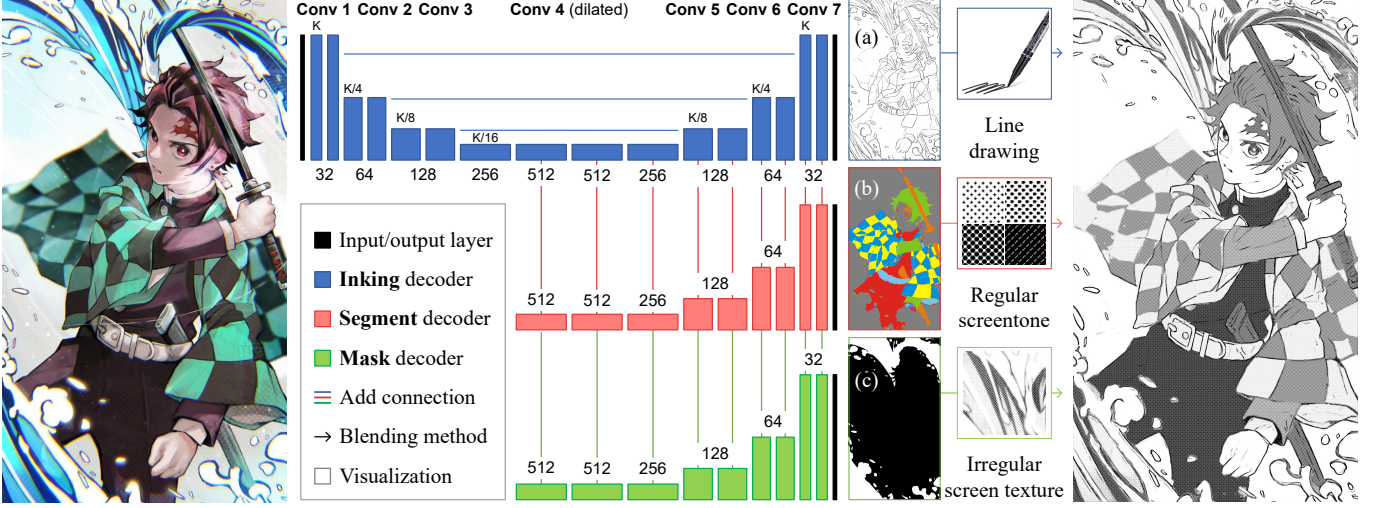 Conv 1 Conv 2 Conv 3 Conv 4 (dilated) Conv 5 Conv 6 Conv 7
K
K/4
K/8
K/16
K/8
K/4
K
32 64 128 256 512 512 256 128 64 32
Input/output layer
Inking decoder
Segment decoder
Mask decoder
Add connection
Blending method
Visualization
512 512 256 128 64
512 512 256 128 64 32
(a)
Line
drawing
(b)
Regular
screentone
(c)
Irregular
screen texture